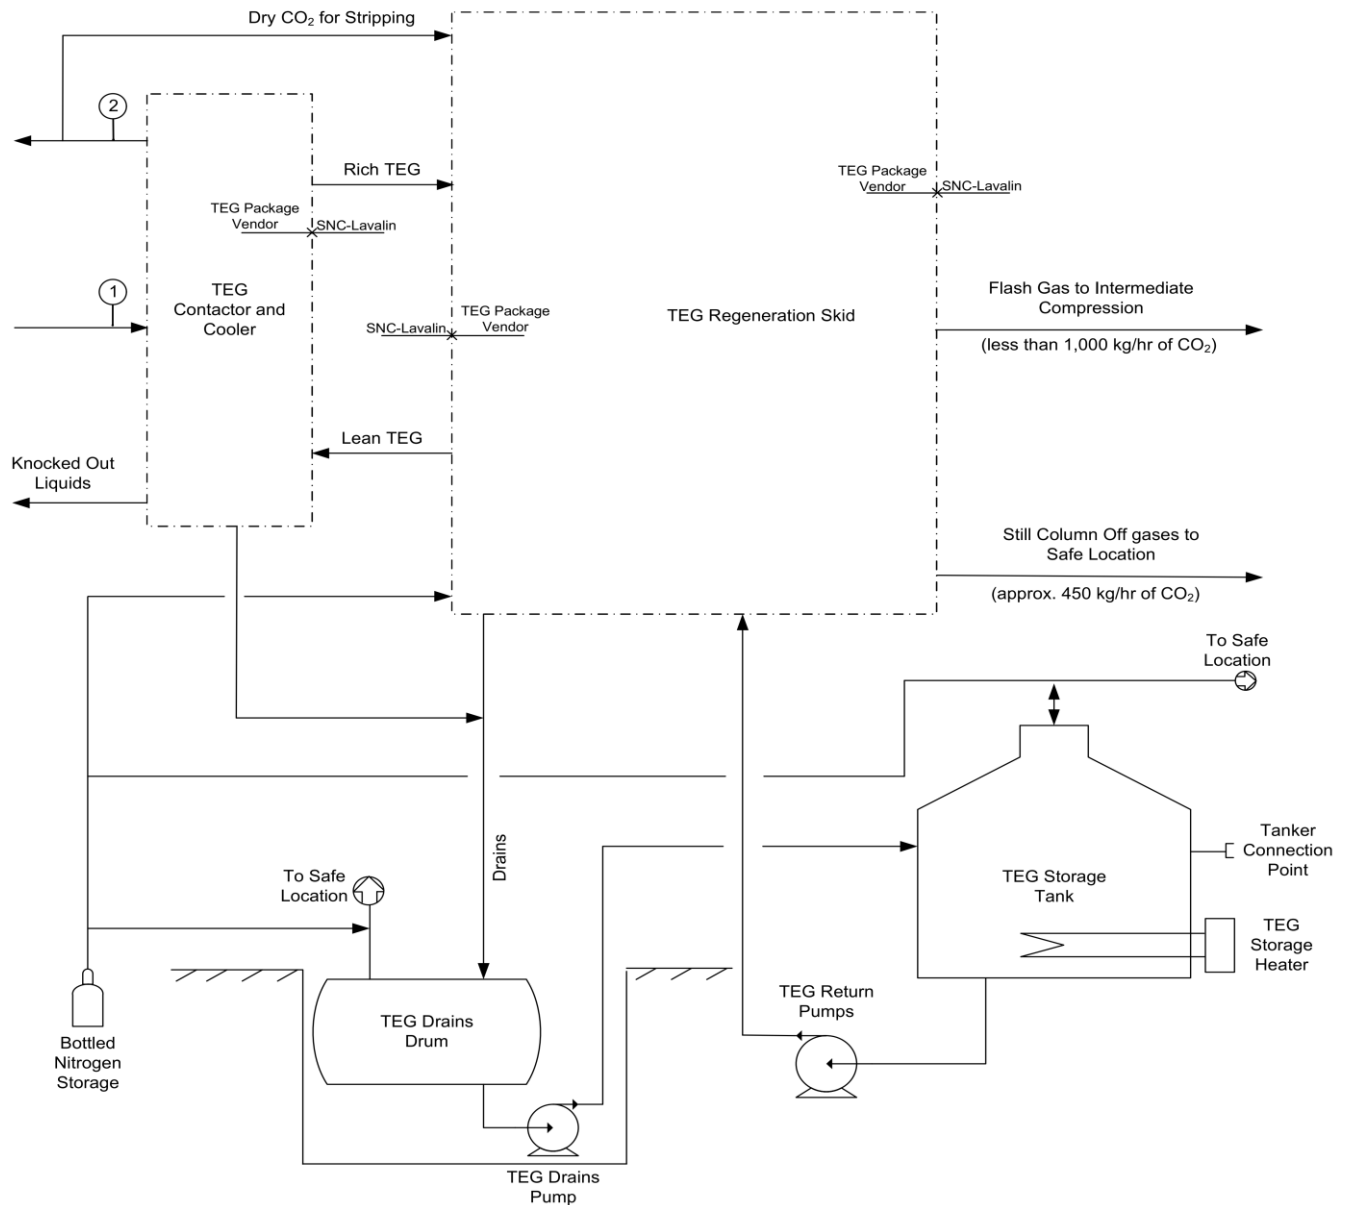 Dry CO₂ for Stripping
2
Rich TEG
TEG Package
Vendor
SNC-Lavalin
TEG Package
Vendor
SNC-Lavalin
1
TEG
Contactor and
Cooler
SNC-Lavalin
TEG Package
Vendor
TEG Regeneration Skid
Flash Gas to Intermediate
Compression
(less than 1,000 kg/hr of CO₂)
Lean TEG
Knocked Out
Liquids
Still Column Off gases to
Safe Location
(approx. 450 kg/hr of CO₂)
To Safe
Location
Drains
To Safe
Location
TEG Storage
Tank
Tanker
Connection
Point
TEG
Storage
Heater
TEG Return
Pumps
TEG Drains
Drum
Bottled
Nitrogen
Storage
TEG Drains
Pump